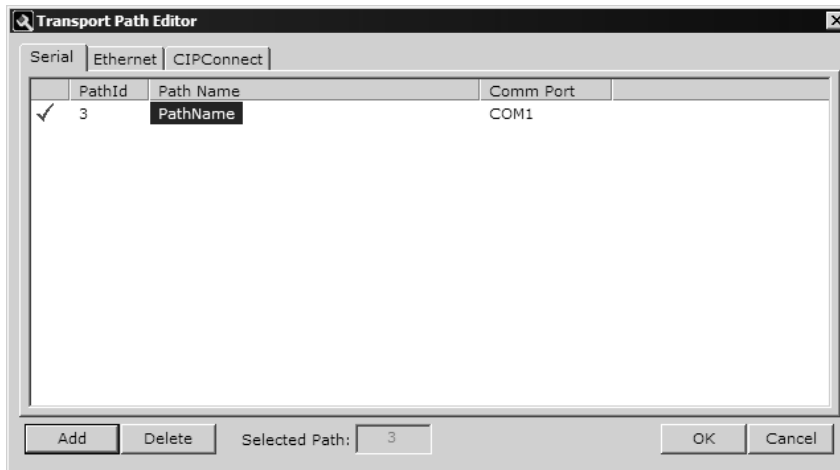 Transport Path Editor
Serial Ethernet CIPConnect
PathId Path Name Comm Port
3 PathName COM1
Add Delete Selected Path: 3 OK Cancel